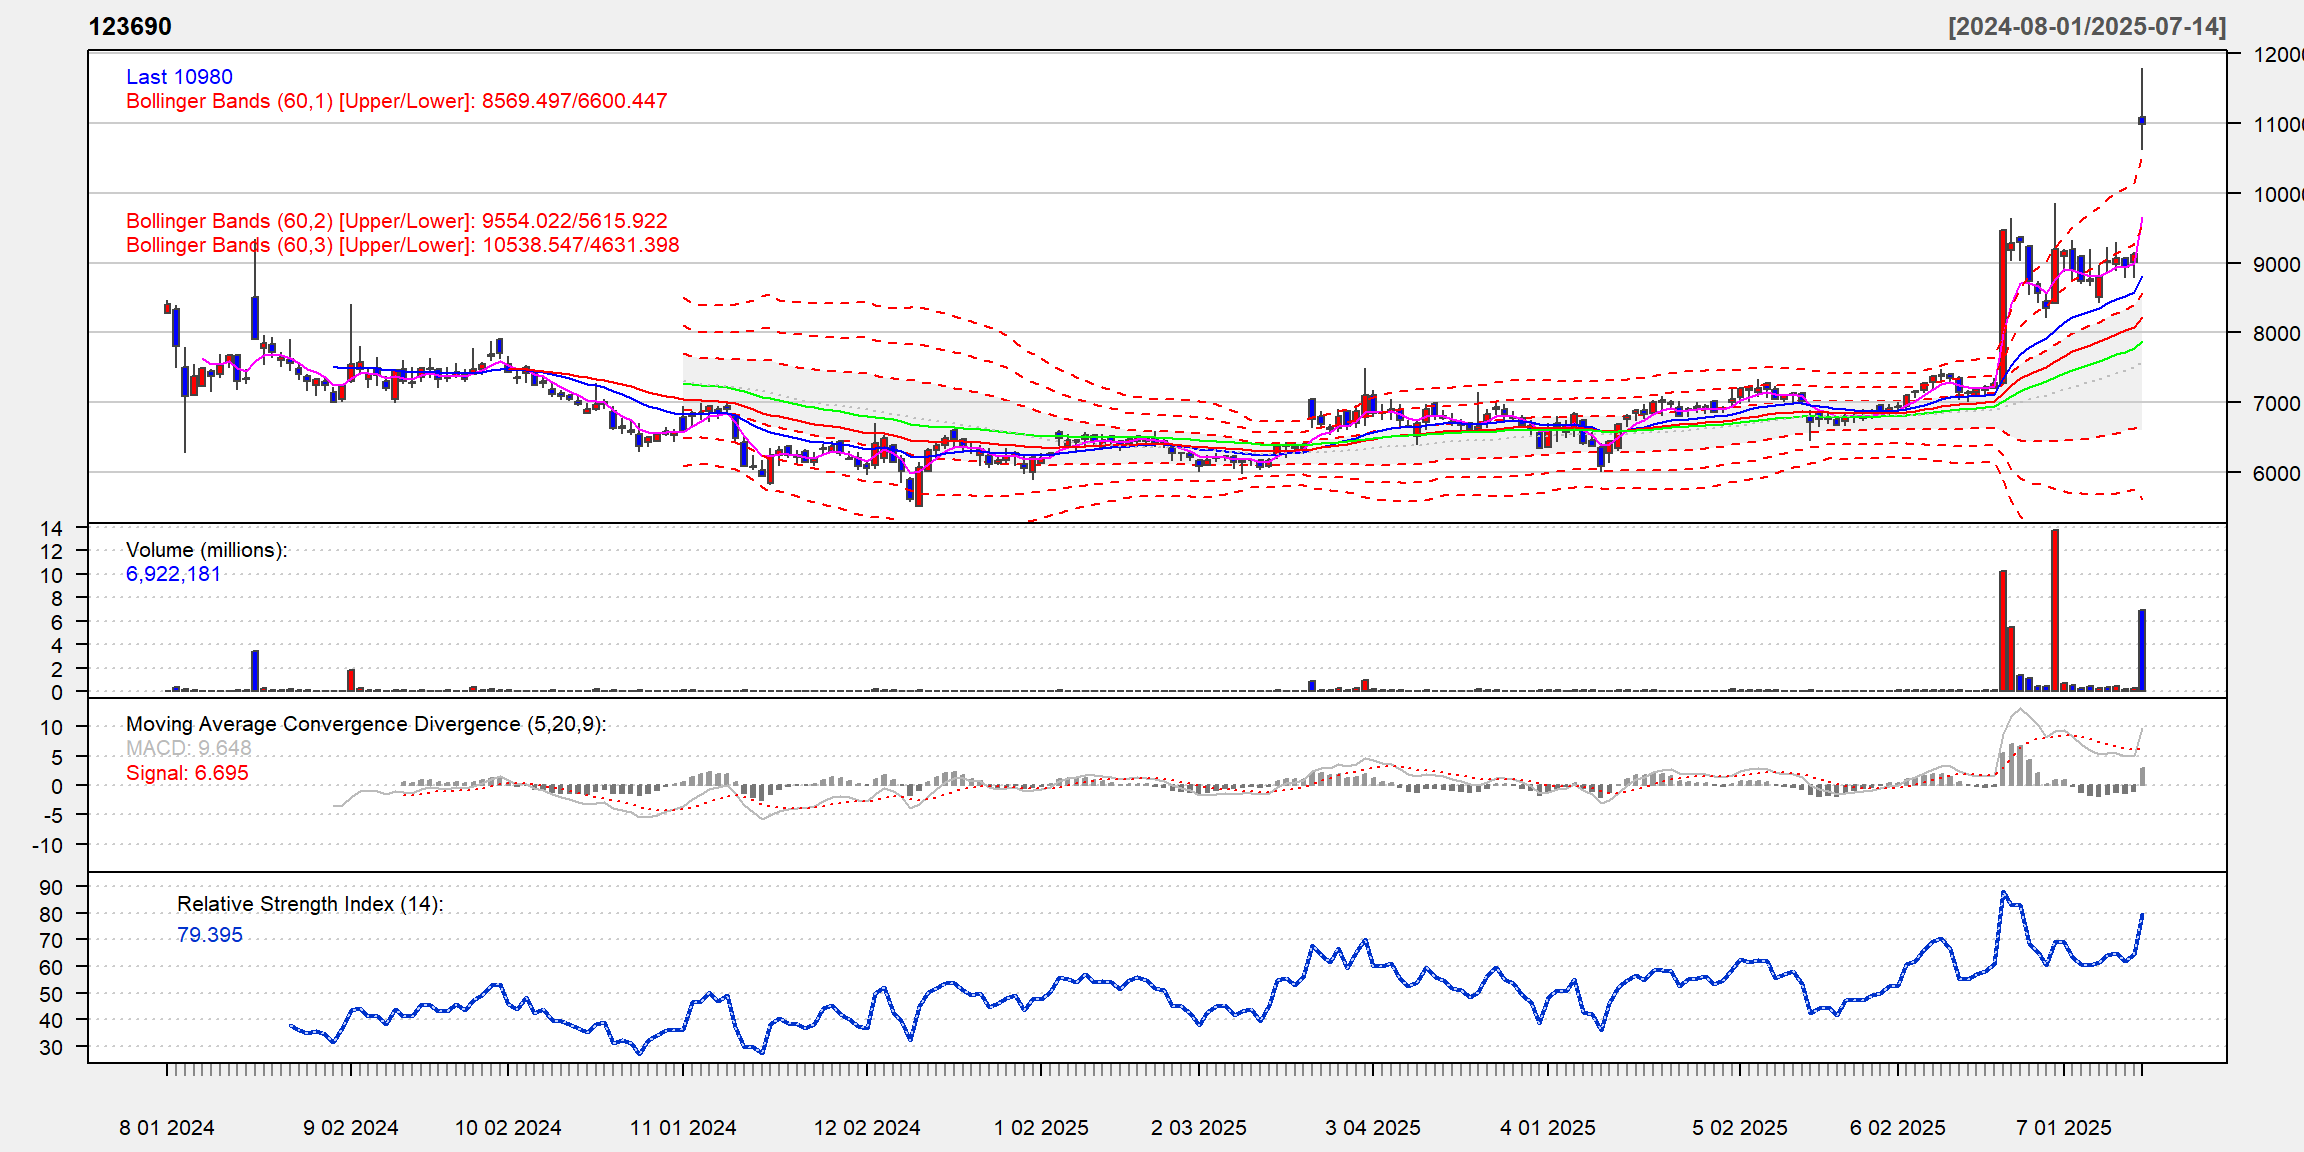 123690
[2024-08-01/2025-07-14]
Last 10980
Bollinger Bands (60,1) [Upper/Lower]: 8569.497/6600.447
Bollinger Bands (60,2) [Upper/Lower]: 9554.022/5615.922
Bollinger Bands (60,3) [Upper/Lower]: 10538.547/4631.398
12000
11000
10000
9000
8000
7000
6000
Volume (millions):
6,922,181
14
12
10
8
6
4
2
0
Moving Average Convergence Divergence (5,20,9):
MACD: 9.648
Signal: 6.695
10
5
0
-5
-10
Relative Strength Index (14):
79.395
90
80
70
60
50
40
30
8 01 2024
9 02 2024
10 02 2024
11 01 2024
12 02 2024
1 02 2025
2 03 2025
3 04 2025
4 01 2025
5 02 2025
6 02 2025
7 01 2025